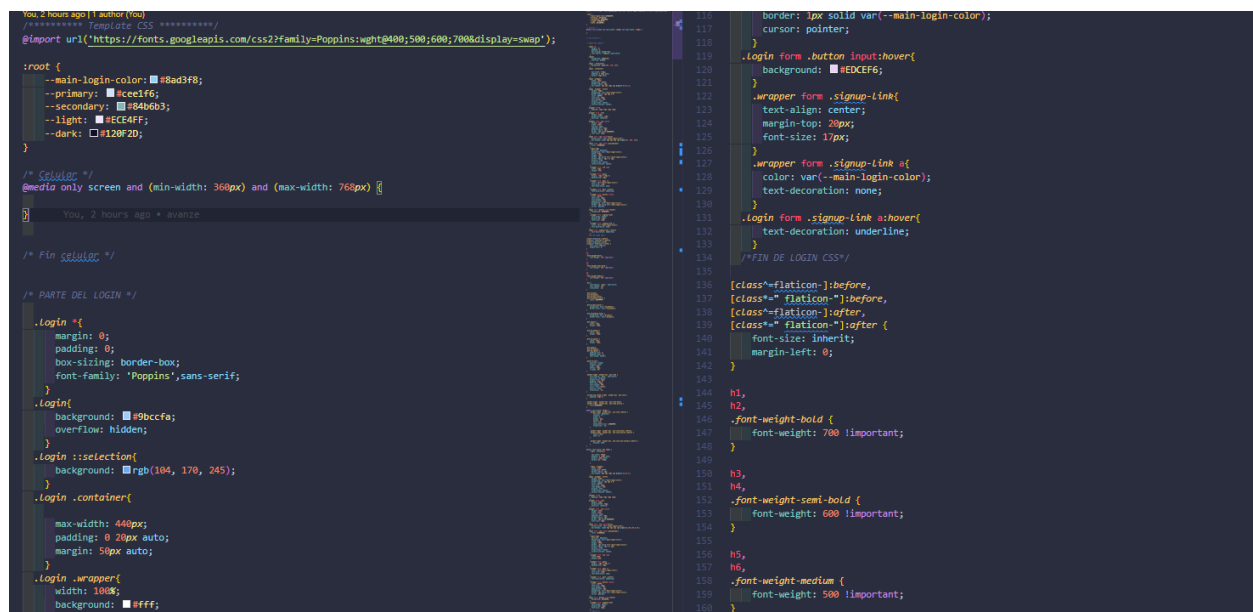 You, 2 hours ago | 1 author (You)
/********** Template CSS **********/
@import url('https://fonts.googleapis.com/css2?family=Poppins:wght@400;500;600;700&display=swap');
:root {
--main-login-color: #8ad3f8;
--primary: #cee1f6;
--secondary: #84b6b3;
--light: #ECE4FF;
--dark: #120F2D;
}
/* Celular */
@media only screen and (min-width: 360px) and (max-width: 768px) {
} You, 2 hours ago • avanze
/* Fin celular */
/* PARTE DEL LOGIN */
.login *{
margin: 0;
padding: 0;
box-sizing: border-box;
font-family: 'Poppins',sans-serif;
}
.login{
background: #9bccfa;
overflow: hidden;
}
.login ::selection{
background: rgb(104, 170, 245);
}
.login .container{
max-width: 440px;
padding: 0 20px auto;
margin: 50px auto;
}
.login .wrapper{
width: 100%;
background: #fff;
116 border: 1px solid var(--main-login-color);
117 cursor: pointer;
118 }
119 .login form .button input:hover{
120 background: #EDCEF6;
121 }
122 .wrapper form .signup-link{
123 text-align: center;
124 margin-top: 20px;
125 font-size: 17px;
126 }
127 .wrapper form .signup-link a{
128 color: var(--main-login-color);
129 text-decoration: none;
130 }
131 .login form .signup-link a:hover{
132 text-decoration: underline;
133 }
134 /*FIN DE LOGIN CSS*/
135
136 [class^=flaticon-]:before,
137 [class*=" flaticon-"]:before,
138 [class^=flaticon-]:after,
139 [class*=" flaticon-"]:after {
140 font-size: inherit;
141 margin-left: 0;
142 }
143
144 h1,
145 h2,
146 .font-weight-bold {
147 font-weight: 700 !important;
148 }
149
150 h3,
151 h4,
152 .font-weight-semi-bold {
153 font-weight: 600 !important;
154 }
155
156 h5,
157 h6,
158 .font-weight-medium {
159 font-weight: 500 !important;
160 }